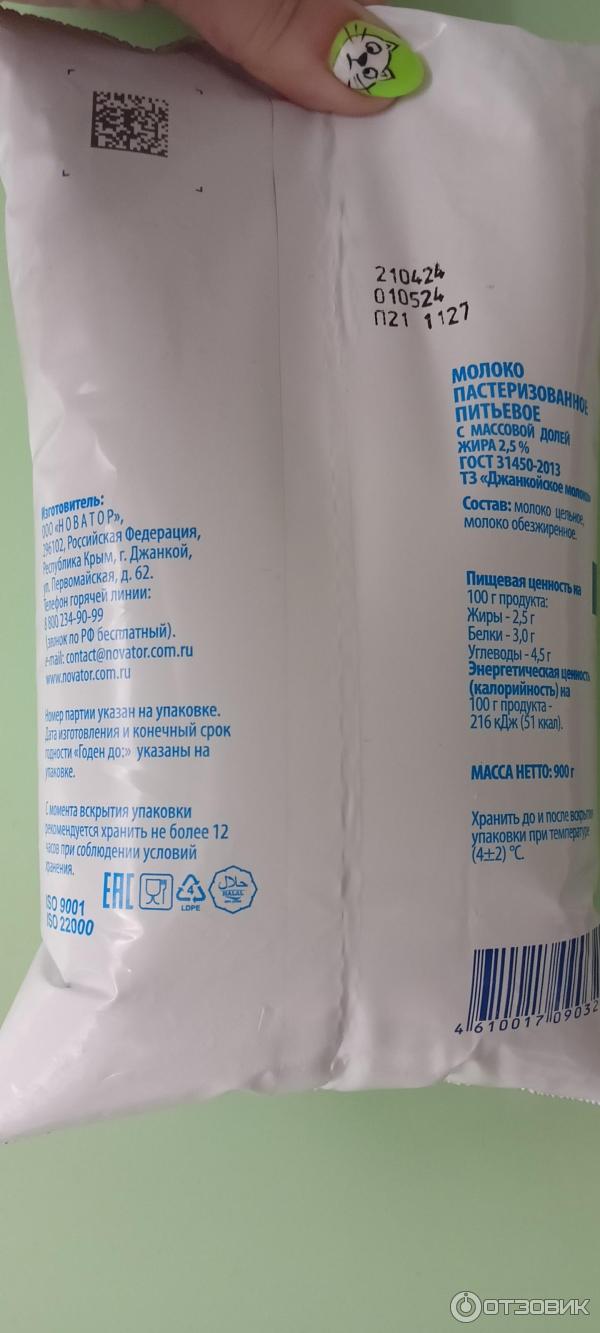 210424
010524
П21 1127
МОЛОКО
ПАСТЕРИЗОВАННОЕ
ПИТЬЕВОЕ
С МАССОВОЙ ДОЛЕЙ
ЖИРА 2,5 %
ГОСТ 31450-2013
ТЗ «Джанкойское молоко»
Состав: молоко цельное,
молоко обезжиренное.
Пищевая ценность на
100 г продукта:
Жиры - 2,5 г
Белки - 3,0 г
Углеводы - 4,5 г
Энергетическая ценность
(калорийность) на
100 г продукта -
216 кДж (51 ккал).
МАССА НЕТТО: 900 г
Хранить до и после вскрытия
упаковки при температуре
(4±2) °С.
4 610017 09032
Изготовитель:
ООО «НОВАТОР»,
296102, Российская Федерация,
Республика Крым, г. Джанкой,
ул. Первомайская, д. 62.
Телефон горячей линии:
8 800 234-90-99
(звонок по РФ бесплатный).
e-mail: contact@novator.com.ru
www.novator.com.ru
Номер партии указан на упаковке.
Дата изготовления и конечный срок
годности «Годен до:» указаны на
упаковке.
С момента вскрытия упаковки
рекомендуется хранить не более 12
часов при соблюдении условий
хранения.
ISO 9001
ISO 22000
EAC
4
LDPE
حلال
HALAL
ОТЗОВИК